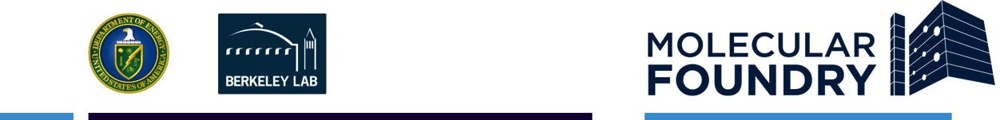 DEPARTMENT OF ENERGY
UNITED STATES OF AMERICA
BERKELEY LAB
MOLECULAR
FOUNDRY